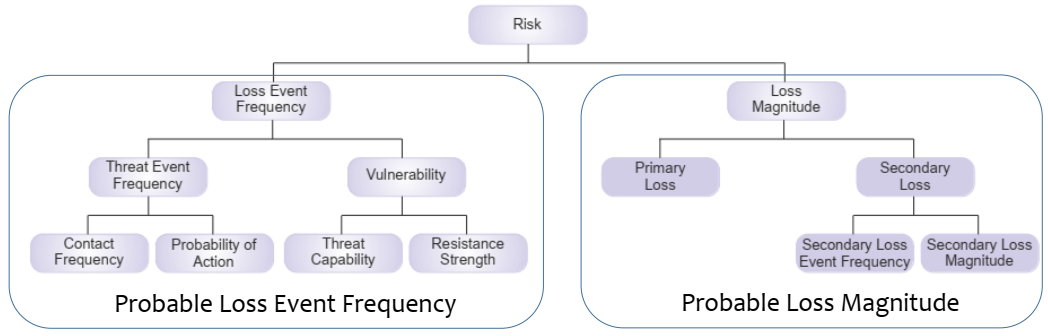 Risk
Loss Event
Frequency
Loss
Magnitude
Threat Event
Frequency
Vulnerability
Primary
Loss
Secondary
Loss
Contact
Frequency
Probability of
Action
Threat
Capability
Resistance
Strength
Secondary Loss
Event Frequency
Secondary Loss
Magnitude
Probable Loss Event Frequency
Probable Loss Magnitude